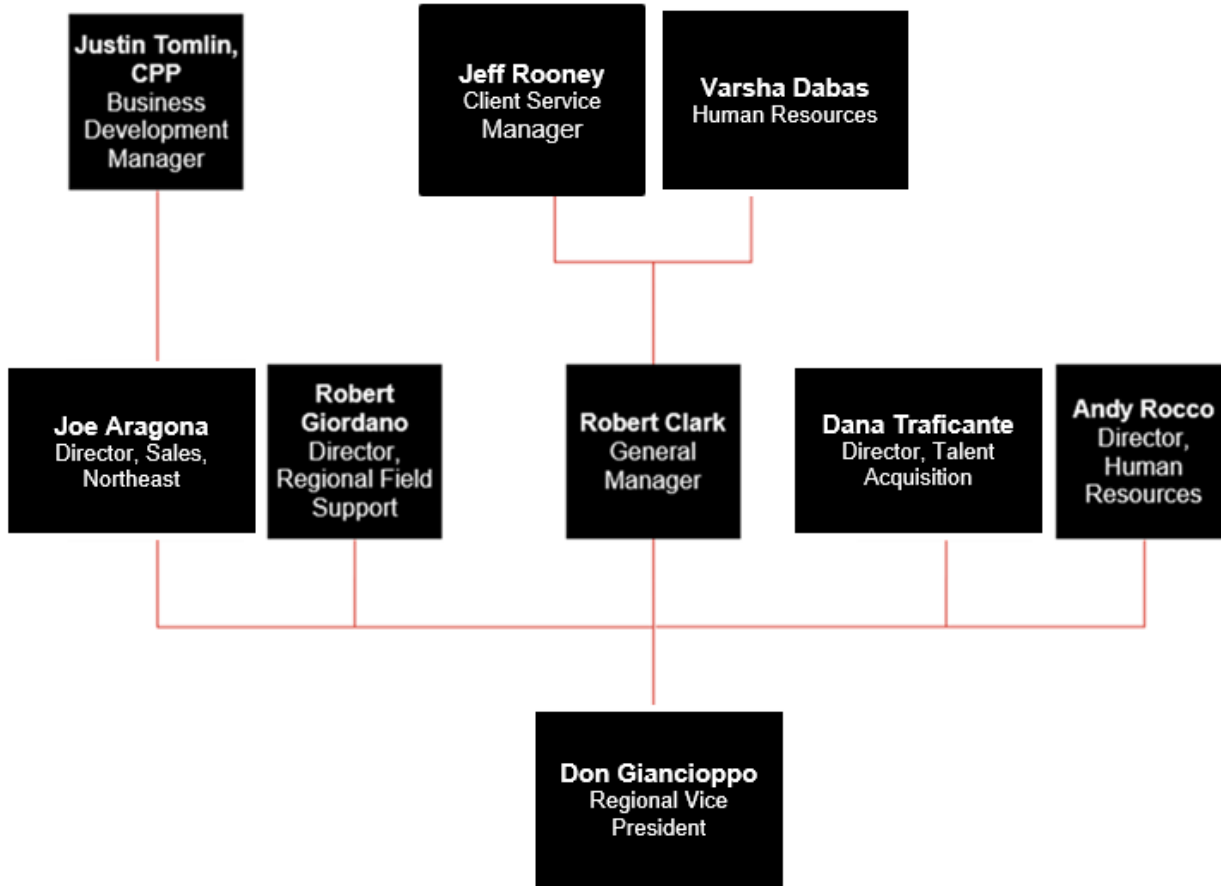 Justin Tomlin,
CPP
Business
Development
Manager
Jeff Rooney
Client Service
Manager
Varsha Dabas
Human Resources
Joe Aragona
Director, Sales,
Northeast
Robert
Giordano
Director,
Regional Field
Support
Robert Clark
General
Manager
Dana Traficante
Director, Talent
Acquisition
Andy Rocco
Director,
Human
Resources
Don Giancioppo
Regional Vice
President